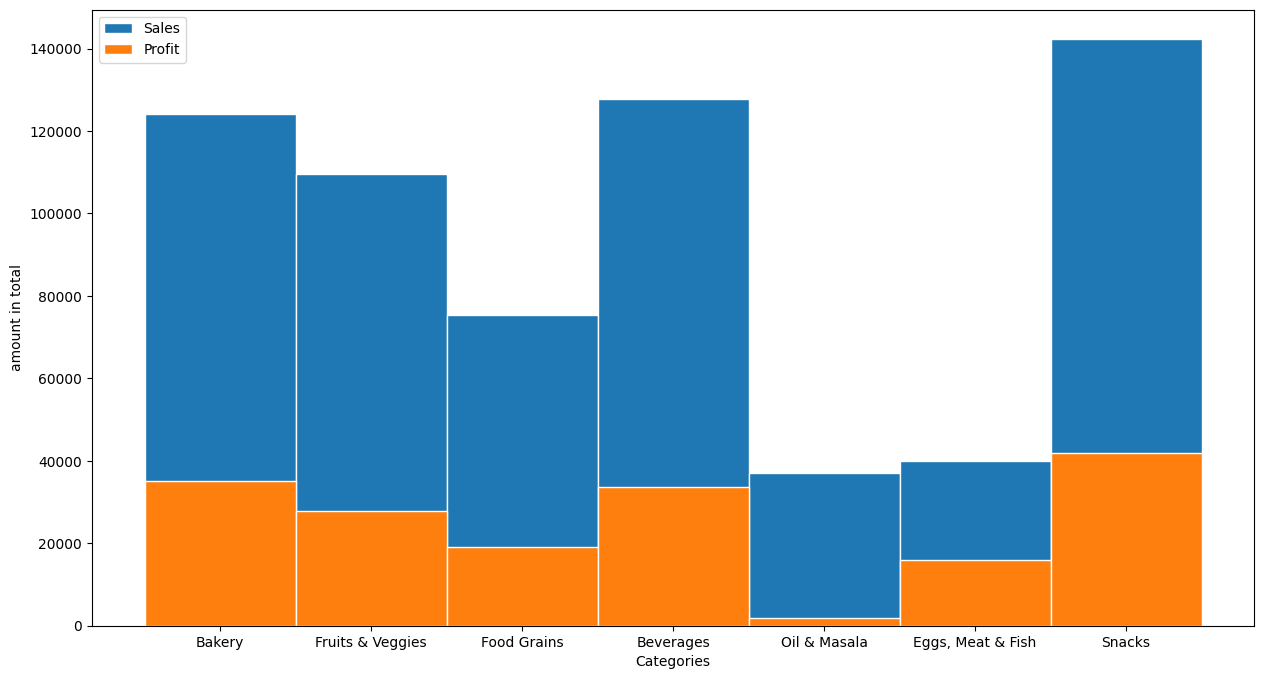 Sales
Profit
140000
120000
100000
80000
60000
40000
20000
0
amount in total
Bakery Fruits & Veggies Food Grains Beverages Oil & Masala Eggs, Meat & Fish Snacks
Categories